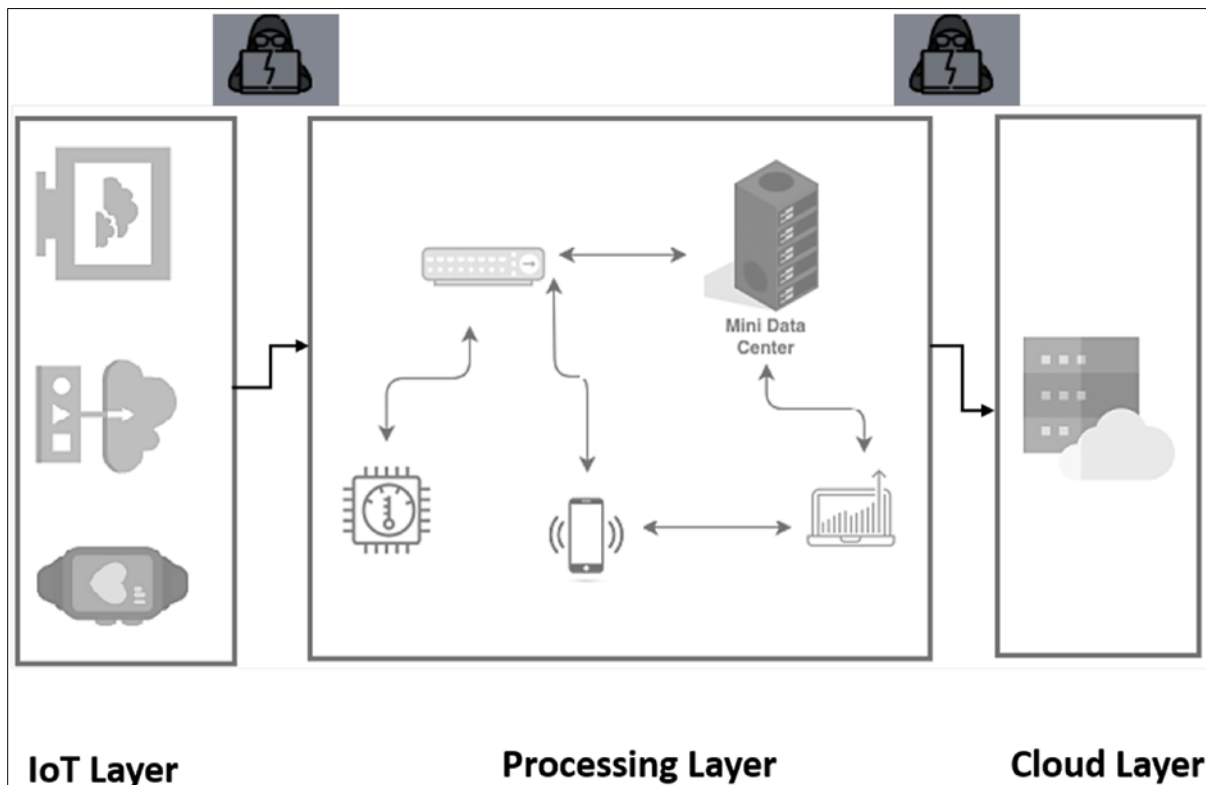 Mini Data
Center
IoT Layer
Processing Layer
Cloud Layer